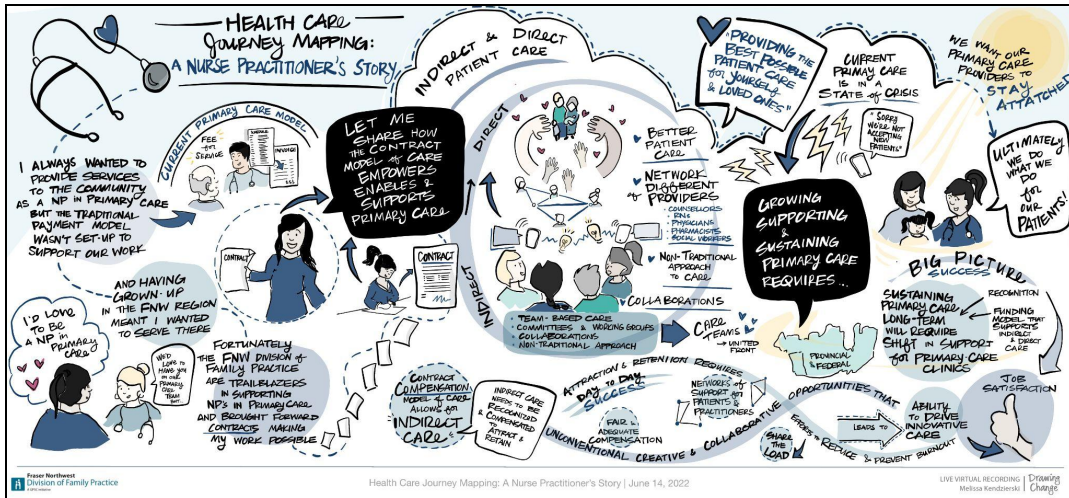 HEALTH CARE
JOURNEY MAPPING:
A NURSE PRACTITIONER'S STORY
I ALWAYS WANTED TO
PROVIDE SERVICES
TO THE COMMUNITY
AS A NP IN PRIMARY CARE
BUT THE TRADITIONAL
PAYMENT MODEL
WASN'T SET-UP TO
SUPPORT OUR WORK
CURRENT PRIMARY CARE MODEL
FEE
for
SERVICE
INVOICE
AND HAVING
GROWN-UP
IN THE FNW REGION
MEANT I WANTED
TO SERVE THERE
I'D LOVE
TO BE
A NP in
PRIMARY
CARE
WE'D
LOVE TO
HAVE YOU
IN OUR
PRIMARY
CARE
TEAM
FORTUNATELY
THE FNW DIVISION OF
FAMILY PRACTICE
ARE TRAILBLAZERS
IN SUPPORTING
NP'S IN PRIMARY CARE
AND BROUGHT FORWARD
CONTRACTS MAKING
MY WORK POSSIBLE
CONTRACT
LET ME
SHARE HOW
THE CONTRACT
MODEL of CARE
EMPOWERS
ENABLES &
SUPPORTS
PRIMARY CARE
CONTRACT
CONTRACT
COMPENSATION
MODEL of CARE
ALLOWS for
INDIRECT
CARE
INDIRECT CARE
NEEDS TO BE
RECOGNIZED
& COMPENSATED
to ATTRACT &
RETAIN
INDIRECT & DIRECT
PATIENT CARE
DIRECT
INDIRECT
BETTER
PATIENT
CARE
NETWORK
DIFFERENT
of PROVIDERS
• COUNSELLORS
• RNs
• PHYSICIANS
• PHARMACISTS
• SOCIAL WORKERS
NON-TRADITIONAL
APPROACH
TO CARE
COLLABORATIONS
• TEAM-BASED CARE
• COMMITTEES & WORKING GROUPS
• COLLABORATIONS
• NON-TRADITIONAL APPROACH
CARE
TEAMS
- UNITED
FRONT
"PROVIDING THE
BEST POSSIBLE
PATIENT CARE
for YOURSELF
& LOVED ONES"
CURRENT
PRIMARY CARE
IS IN A
STATE of CRISIS
"SORRY
WE'RE NOT
ACCEPTING
NEW
PATIENTS"
WE WANT OUR
PRIMARY CARE
PROVIDERS TO
STAY
ATTATCHED
ULTIMATELY
WE DO
WHAT WE
DO
for
OUR
PATIENTS!
GROWING
SUPPORTING
&
SUSTAINING
PRIMARY CARE
REQUIRES...
PROVINCIAL
& FEDERAL
BIG PICTURE
SUCCESS
SUSTAINING
PRIMARY CARE
LONG-TERM
WILL REQUIRE
SHIFT IN SUPPORT
for PRIMARY CARE
CLINICS
RECOGNITION
FUNDING
MODEL THAT
SUPPORTS
INDIRECT
& DIRECT
CARE
JOB
SATISFACTION
ATTRACTION & RETENTION REQUIRES
DAY to DAY
SUCCESS
FAIR &
ADEQUATE
COMPENSATION
NETWORKS of
SUPPORT for
PATIENTS &
PRACTITIONERS
UNCONVENTIONAL CREATIVE & COLLABORATIVE OPPORTUNITIES THAT
SHARE
THE
LOAD
EFFORTS to REDUCE & PREVENT BURNOUT
LEADS TO
ABILITY
TO DRIVE
INNOVATIVE
CARE
Fraser Northwest
Division of Family Practice
Health Care Journey Mapping: A Nurse Practitioner's Story | June 14, 2022
LIVE VIRTUAL RECORDING
Melissa Kendzierski
Drawing
Change